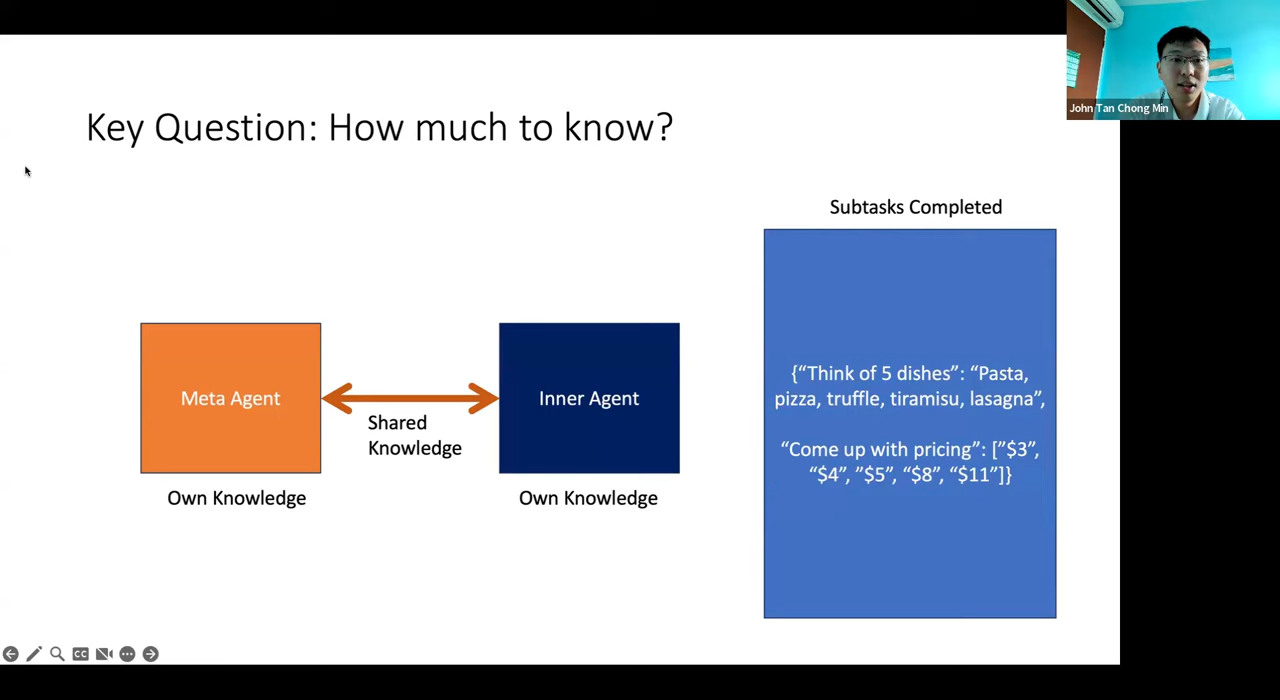 John Tan Chong Min
Key Question: How much to know?
Subtasks Completed
Meta Agent
Shared
Knowledge
Inner Agent
Own Knowledge
Own Knowledge
{“Think of 5 dishes”: “Pasta,
pizza, truffle, tiramisu, lasagna”,
“Come up with pricing”: [”$3”,
“$4”, ”$5”, “$8”, “$11”]}
CC